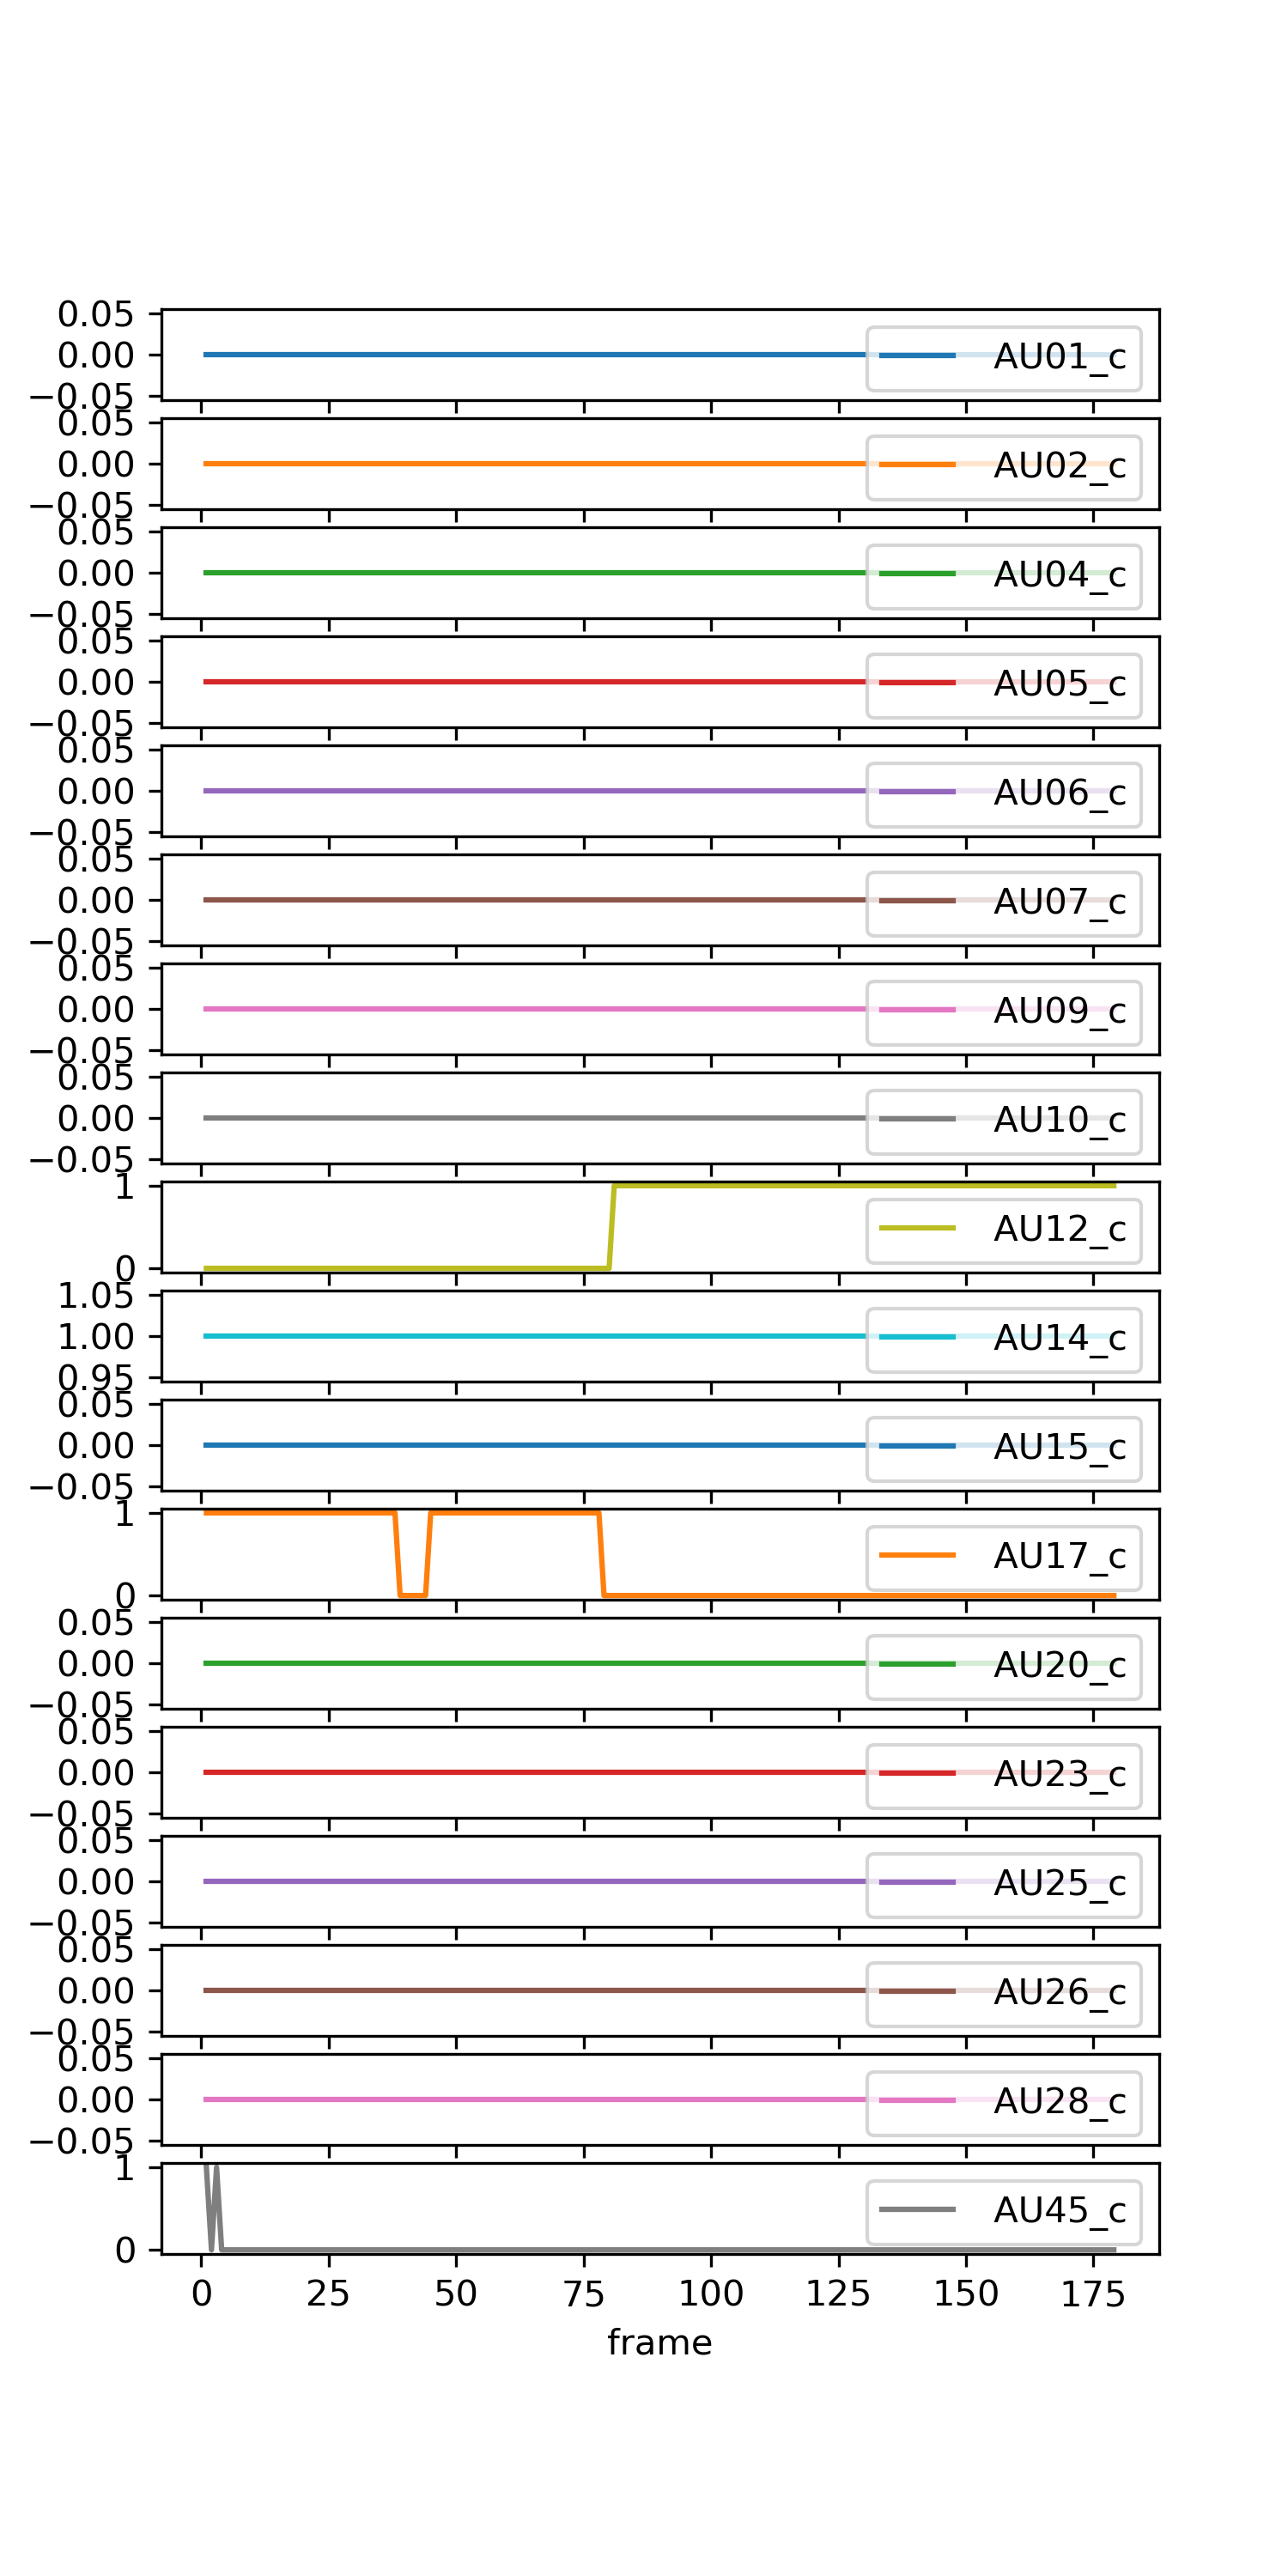 0.05
0.00 AU01_c
−0.05
0.05
0.00 AU02_c
−0.05
0.05
0.00 AU04_c
−0.05
0.05
0.00 AU05_c
−0.05
0.05
0.00 AU06_c
−0.05
0.05
0.00 AU07_c
−0.05
0.05
0.00 AU09_c
−0.05
0.05
0.00 AU10_c
−0.05
1
AU12_c
0
1.05
1.00 AU14_c
0.95
0.05
0.00 AU15_c
−0.05
1
AU17_c
0
0.05
0.00 AU20_c
−0.05
0.05
0.00 AU23_c
−0.05
0.05
0.00 AU25_c
−0.05
0.05
0.00 AU26_c
−0.05
0.05
0.00 AU28_c
−0.05
1
AU45_c
0
0 25 50 75 100 125 150 175
frame